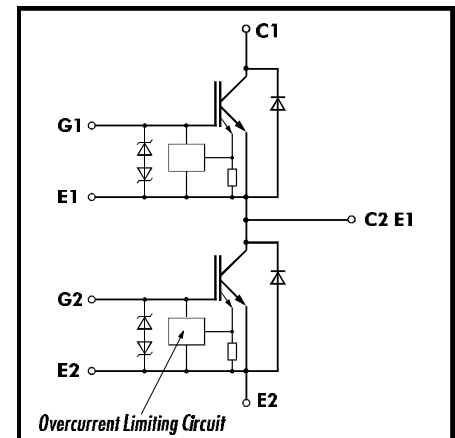 C1
G1
E1
C2 E1
G2
E2
E2
Overcurrent Limiting Circuit